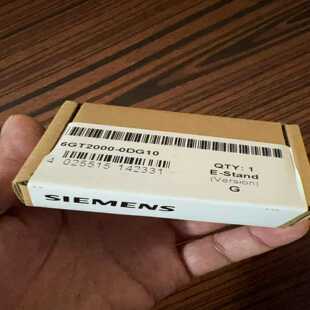 6GT2000-0DG10
4 025515 142331
QTY: 1
E-Stand
(Version)
G
SIEMENS